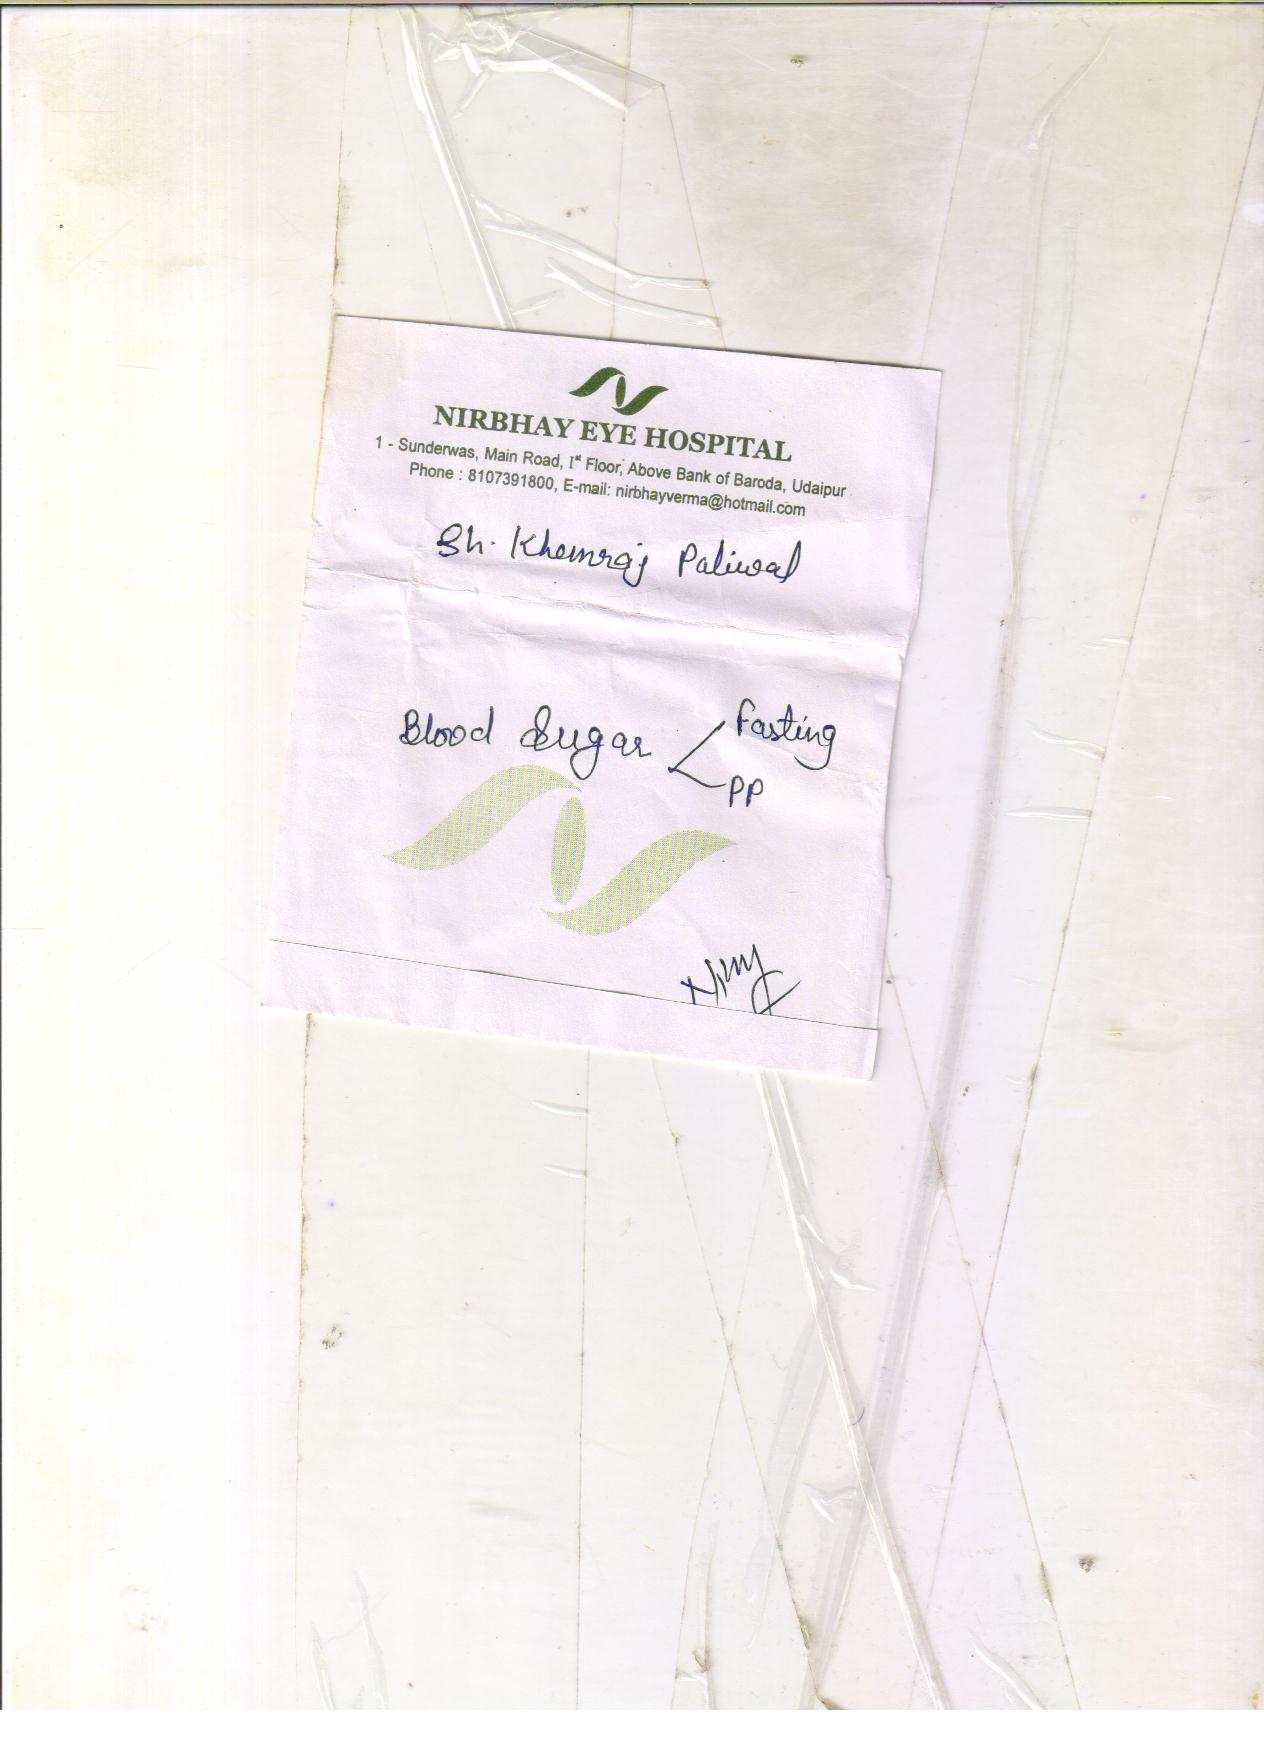 NIRBHAY EYE HOSPITAL
1 - Sunderwas, Main Road, Ist Floor, Above Bank of Baroda, Udaipur
Phone : 8107391800, E-mail: nirbhayverma@hotmail.com
Sh. Khemraj Paliwal
Blood Sugar < Fasting
PP